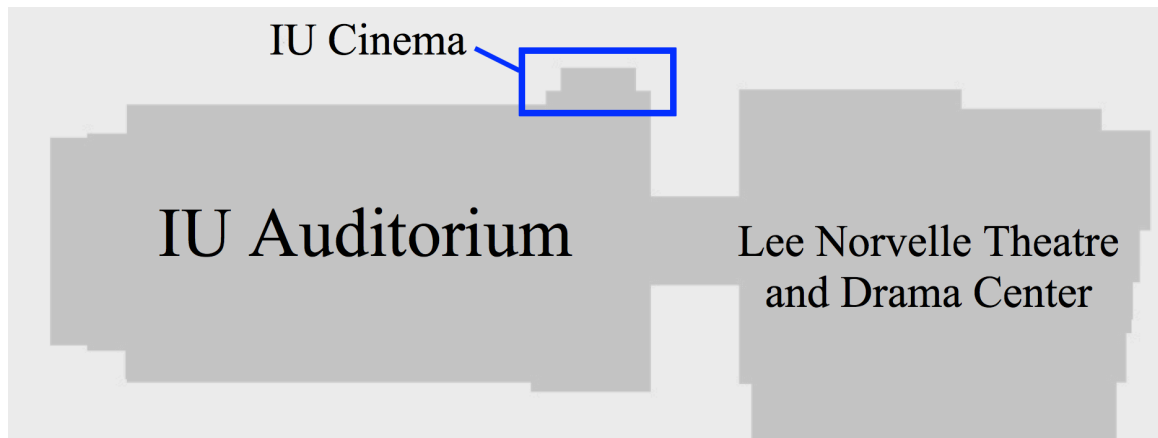 IU Cinema
IU Auditorium
Lee Norvelle Theatre
and Drama Center